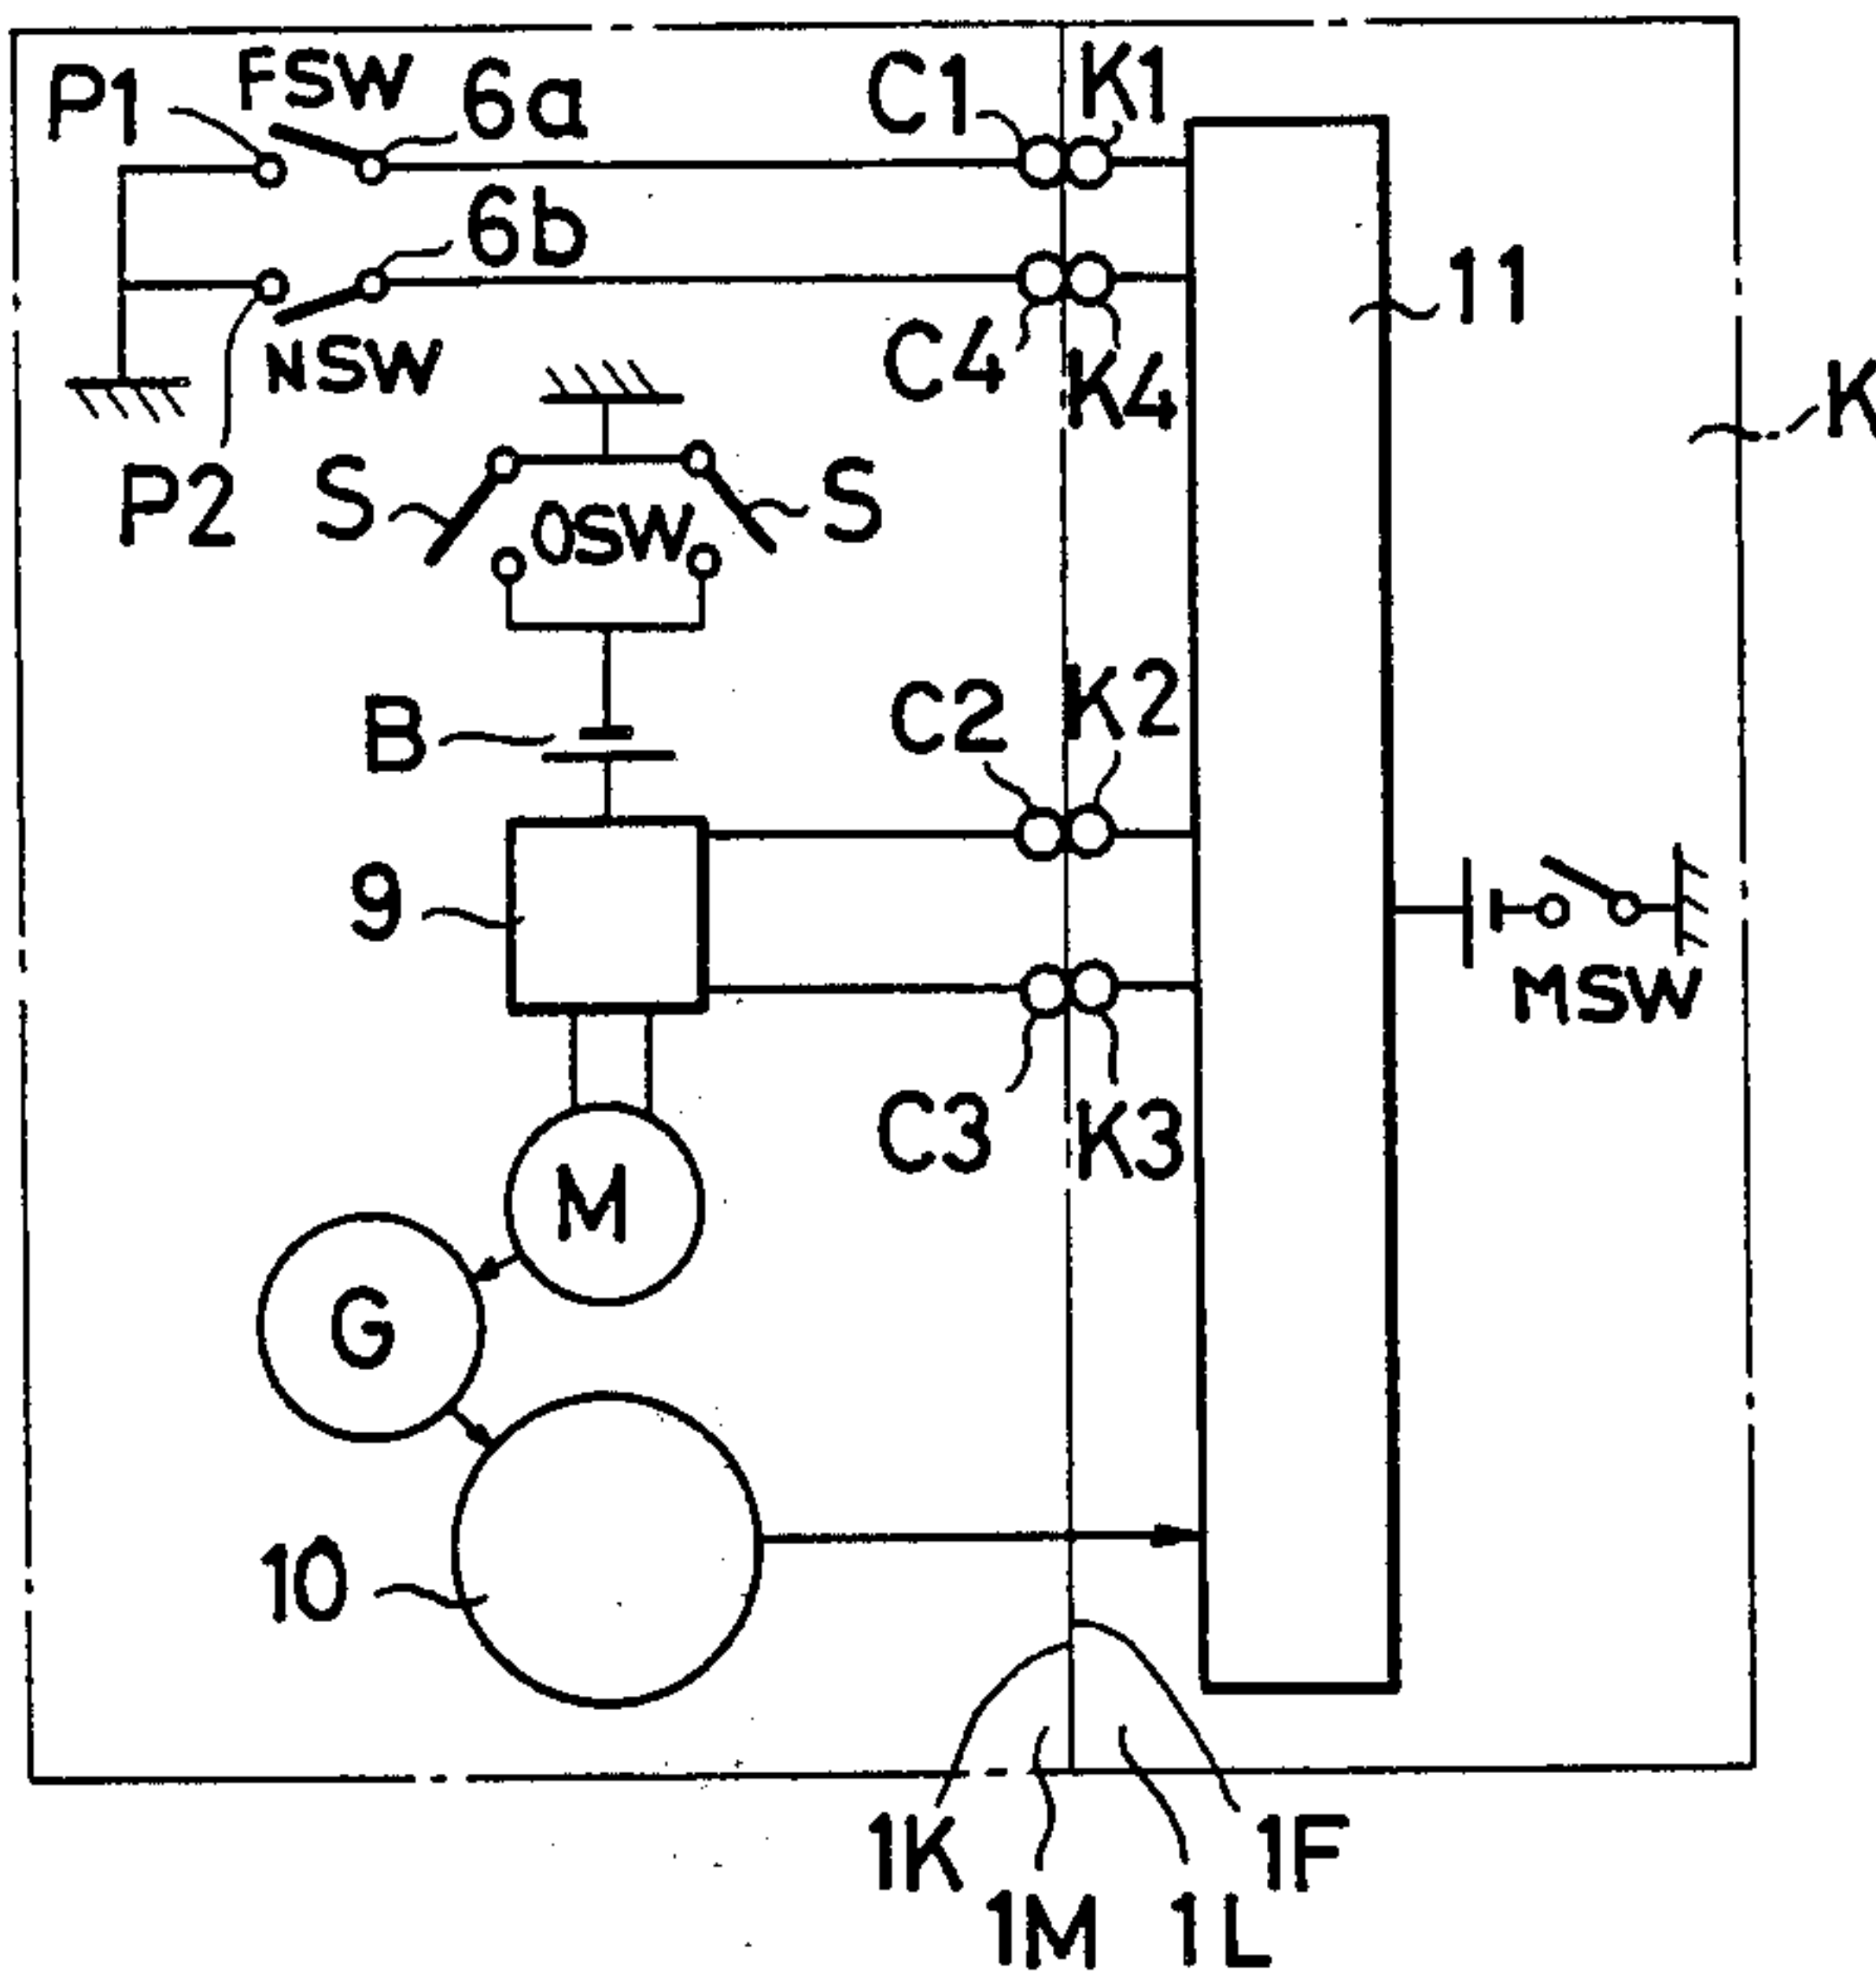 P1 FSW 6a C1 K1
6b
11
NSW C4 K4 K
P2 S OSW S
B C2 K2
9
MSW
C3 K3
M
G
10
1K 1F
1M 1L